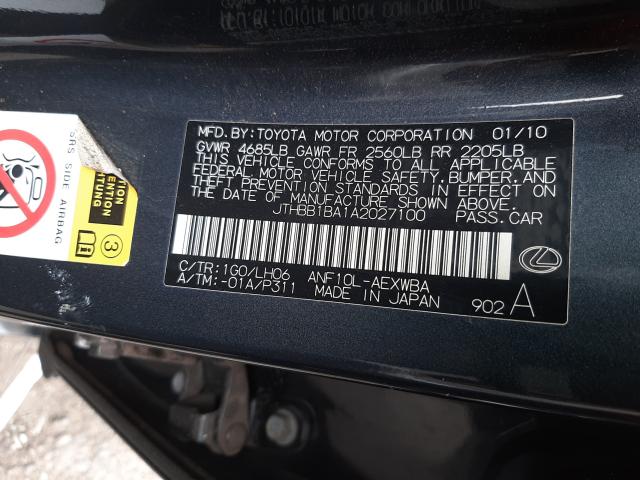 MFD.BY:TOYOTA MOTOR CORPORATION 01/10
GVWR 4685LB GAWR FR 2560LB RR 2205LB
THIS VEHICLE CONFORMS TO ALL APPLICABLE
FEDERAL MOTOR VEHICLE SAFETY,BUMPER,AND
THEFT PREVENTION STANDARDS IN EFFECT ON
THE DATE OF MANUFACTURE SHOWN ABOVE.
JTHBB1BA1A2027100 PASS.CAR
C/TR:1G0/LH06 ANF10L-AEXWBA
A/TM:-01A/P311 MADE IN JAPAN
902 A
SRS SIDE AIRBAG
3